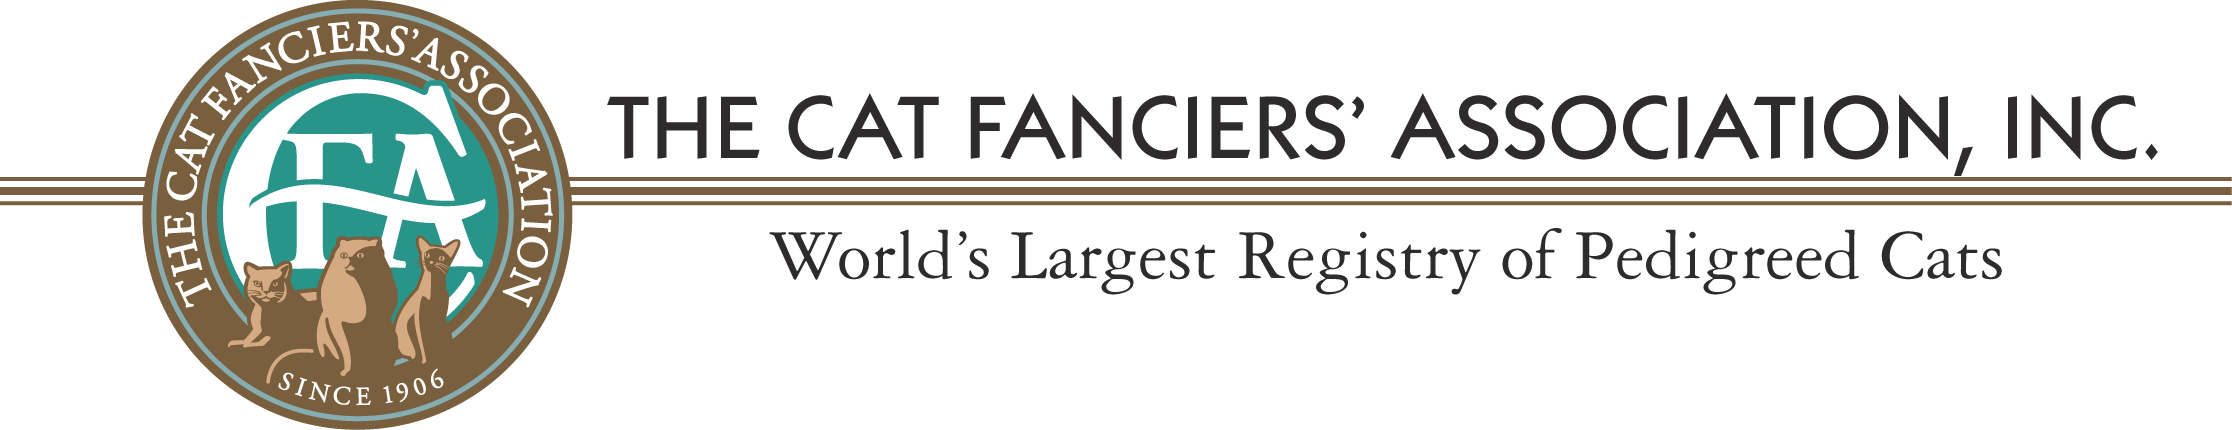 THE CAT FANCIERS' ASSOCIATION
CFA
SINCE 1906
THE CAT FANCIERS' ASSOCIATION, INC.
World's Largest Registry of Pedigreed Cats